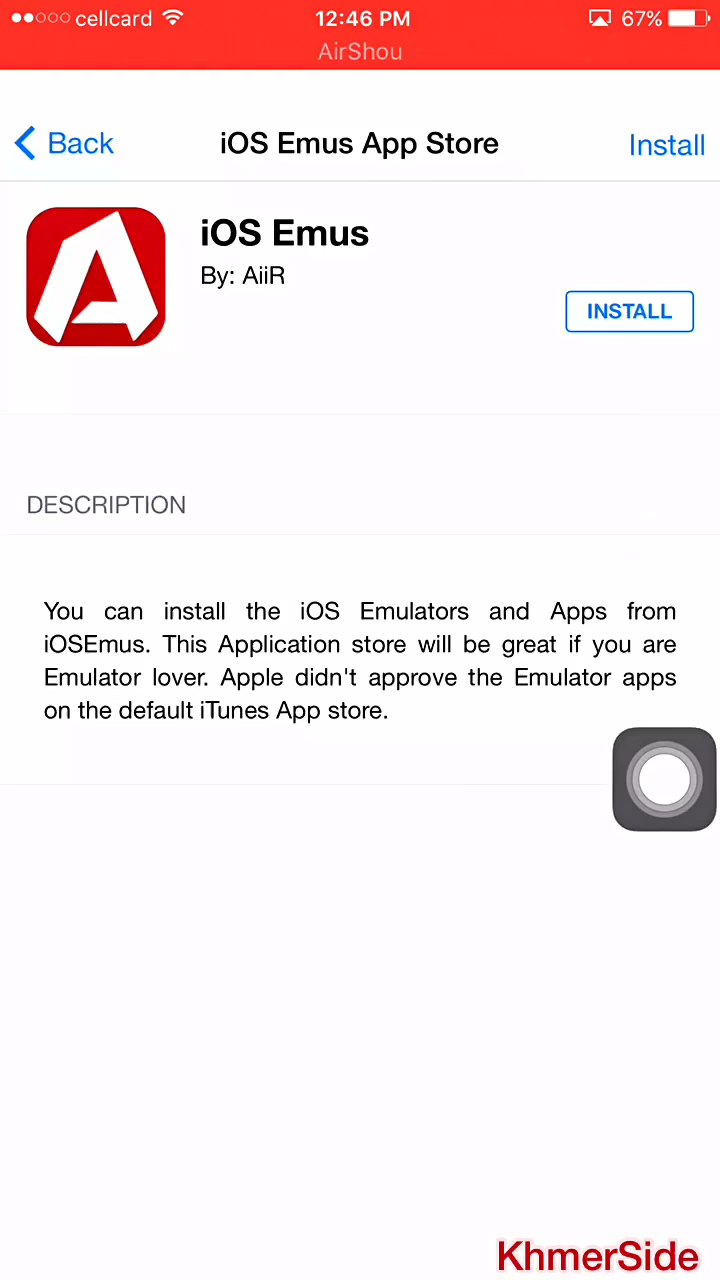 cellcard 12:46 PM 67%
AirShou
Back iOS Emus App Store Install
iOS Emus
By: AiiR
INSTALL
DESCRIPTION
You can install the iOS Emulators and Apps from
iOSEmus. This Application store will be great if you are
Emulator lover. Apple didn't approve the Emulator apps
on the default iTunes App store.
KhmerSide